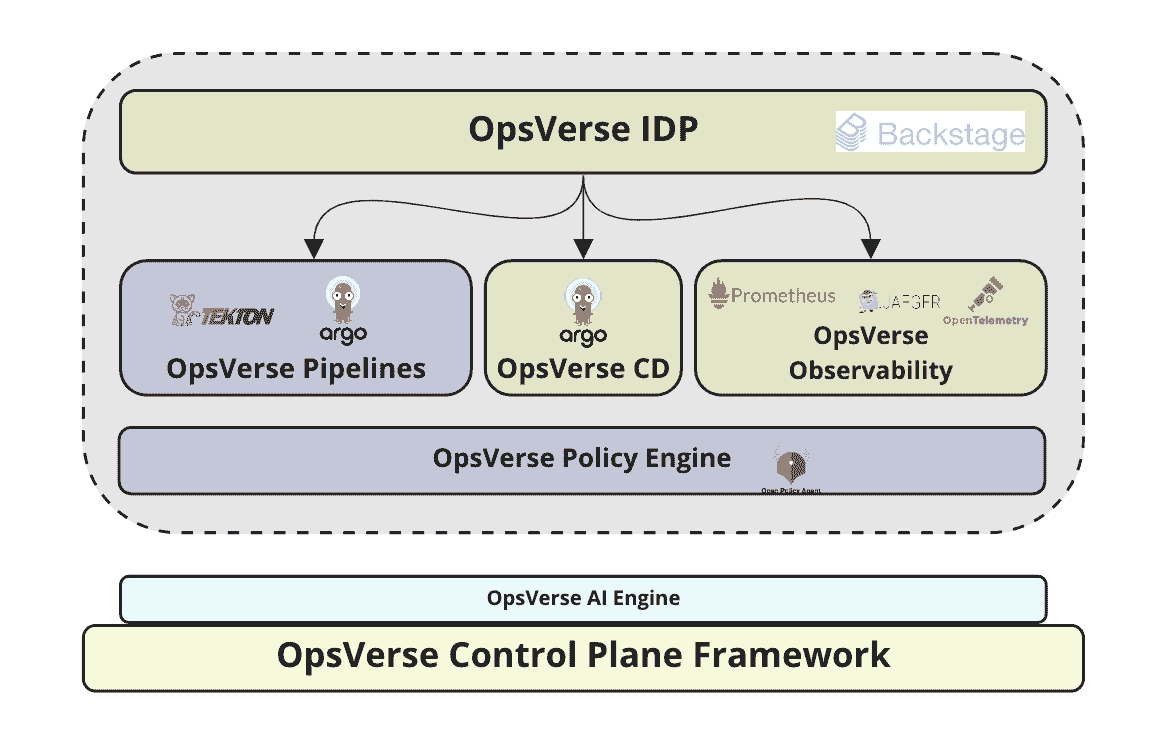 OpsVerse IDP
Backstage
TEKTON
argo
OpsVerse Pipelines
argo
OpsVerse CD
Prometheus
JAEGER
OpenTelemetry
OpsVerse
Observability
OpsVerse Policy Engine
Open Policy Agent
OpsVerse AI Engine
OpsVerse Control Plane Framework